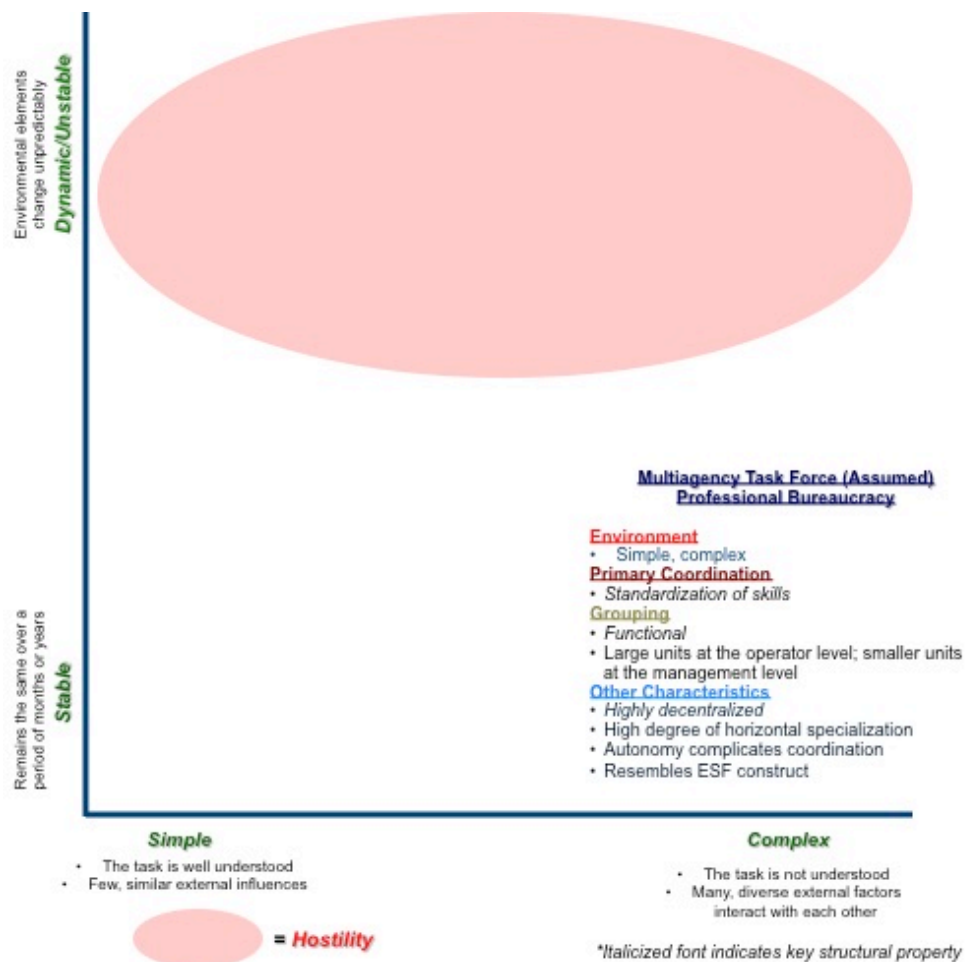 Environmental elements
change unpredictably
Dynamic/Unstable
Multiagency Task Force (Assumed)
Professional Bureaucracy
Environment
• Simple, complex
Primary Coordination
• Standardization of skills
Grouping
• Functional
• Large units at the operator level; smaller units
at the management level
Other Characteristics
• Highly decentralized
• High degree of horizontal specialization
• Autonomy complicates coordination
• Resembles ESF construct
Remains the same over a
period of months or years
Stable
Simple
• The task is well understood
• Few, similar external influences
Complex
• The task is not understood
• Many, diverse external factors
interact with each other
= Hostility
*Italicized font indicates key structural property